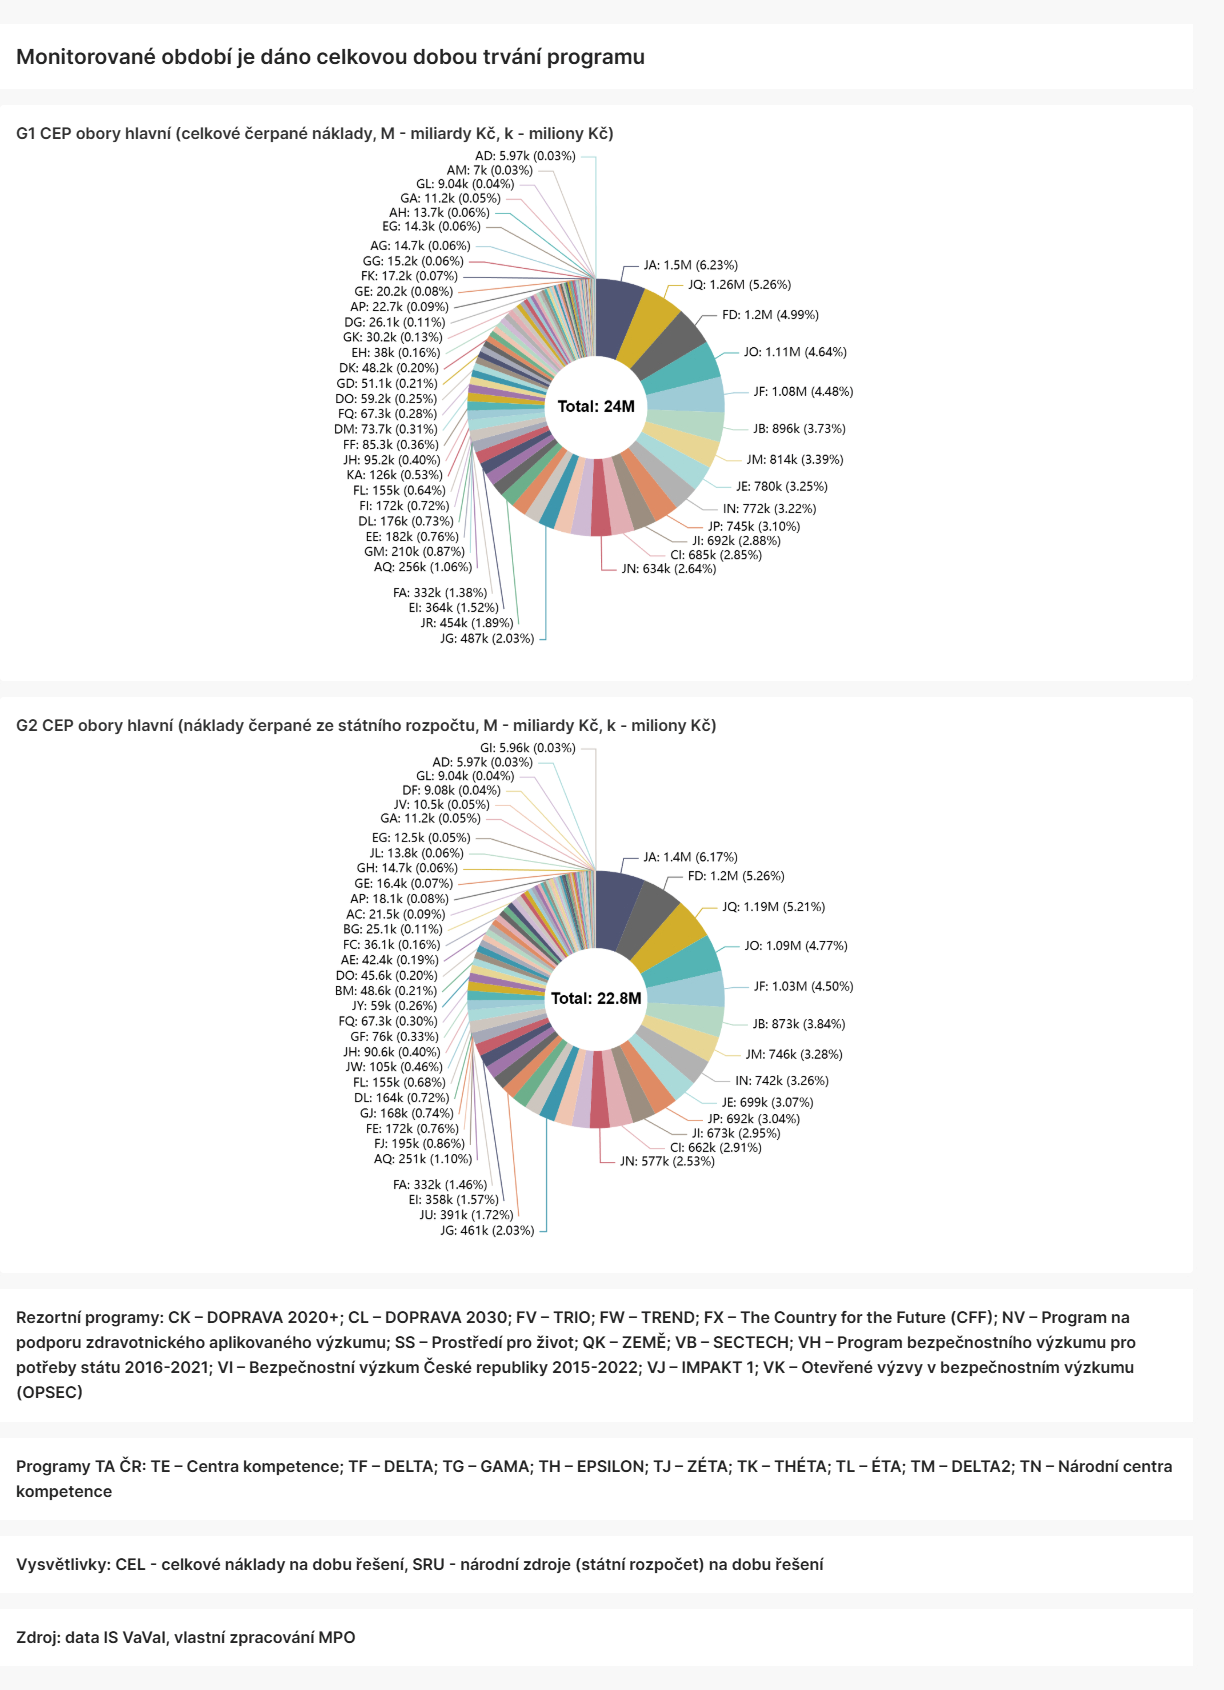 Monitorované období je dáno celkovou dobou trvání programu
G1 CEP obory hlavní (celkové čerpané náklady, M - miliardy Kč, k - miliony Kč)
AD: 5.97k (0.03%)
AM: 7k (0.03%)
GL: 9.04k (0.04%)
GA: 11.2k (0.05%)
AH: 13.7k (0.06%)
EG: 14.3k (0.06%)
AG: 14.7k (0.06%)
GG: 15.2k (0.06%)
FK: 17.2k (0.07%)
GE: 20.2k (0.08%)
AP: 22.7k (0.09%)
DG: 26.1k (0.11%)
GK: 30.2k (0.13%)
EH: 38k (0.16%)
DK: 48.2k (0.20%)
GD: 51.1k (0.21%)
DO: 59.2k (0.25%)
FQ: 67.3k (0.28%)
DM: 73.7k (0.31%)
FF: 85.3k (0.36%)
JH: 95.2k (0.40%)
KA: 126k (0.53%)
FL: 155k (0.64%)
FI: 172k (0.72%)
DL: 176k (0.73%)
EE: 182k (0.76%)
GM: 210k (0.87%)
AQ: 256k (1.06%)
FA: 332k (1.38%)
EI: 364k (1.52%)
JR: 454k (1.89%)
JG: 487k (2.03%)
JA: 1.5M (6.23%)
JQ: 1.26M (5.26%)
FD: 1.2M (4.99%)
JO: 1.11M (4.64%)
JF: 1.08M (4.48%)
JB: 896k (3.73%)
JM: 814k (3.39%)
JE: 780k (3.25%)
IN: 772k (3.22%)
JP: 745k (3.10%)
JI: 692k (2.88%)
CI: 685k (2.85%)
JN: 634k (2.64%)
Total: 24M
G2 CEP obory hlavní (náklady čerpané ze státního rozpočtu, M - miliardy Kč, k - miliony Kč)
GI: 5.96k (0.03%)
AD: 5.97k (0.03%)
GL: 9.04k (0.04%)
DF: 9.08k (0.04%)
JV: 10.5k (0.05%)
GA: 11.2k (0.05%)
EG: 12.5k (0.05%)
JL: 13.8k (0.06%)
GH: 14.7k (0.06%)
GE: 16.4k (0.07%)
AP: 18.1k (0.08%)
AC: 21.5k (0.09%)
BG: 25.1k (0.11%)
FC: 36.1k (0.16%)
AE: 42.4k (0.19%)
DO: 45.6k (0.20%)
BM: 48.6k (0.21%)
JY: 59k (0.26%)
FQ: 67.3k (0.30%)
GF: 76k (0.33%)
JH: 90.6k (0.40%)
JW: 105k (0.46%)
FL: 155k (0.68%)
DL: 164k (0.72%)
GJ: 168k (0.74%)
FE: 172k (0.76%)
FJ: 195k (0.86%)
AQ: 251k (1.10%)
FA: 332k (1.46%)
EI: 358k (1.57%)
JU: 391k (1.72%)
JG: 461k (2.03%)
JA: 1.4M (6.17%)
FD: 1.2M (5.26%)
JQ: 1.19M (5.21%)
JO: 1.09M (4.77%)
JF: 1.03M (4.50%)
JB: 873k (3.84%)
JM: 746k (3.28%)
IN: 742k (3.26%)
JE: 699k (3.07%)
JP: 692k (3.04%)
JI: 673k (2.95%)
CI: 662k (2.91%)
JN: 577k (2.53%)
Total: 22.8M
Rezortní programy: CK – DOPRAVA 2020+; CL – DOPRAVA 2030; FV – TRIO; FW – TREND; FX – The Country for the Future (CFF); NV – Program na
podporu zdravotnického aplikovaného výzkumu; SS – Prostředí pro život; QK – ZEMĚ; VB – SECTECH; VH – Program bezpečnostního výzkumu pro
potřeby státu 2016-2021; VI – Bezpečnostní výzkum České republiky 2015-2022; VJ – IMPAKT 1; VK – Otevřené výzvy v bezpečnostním výzkumu
(OPSEC)
Programy TA ČR: TE – Centra kompetence; TF – DELTA; TG – GAMA; TH – EPSILON; TJ – ZÉTA; TK – THÉTA; TL – ÉTA; TM – DELTA2; TN – Národní centra
kompetence
Vysvětlivky: CEL - celkové náklady na dobu řešení, SRU - národní zdroje (státní rozpočet) na dobu řešení
Zdroj: data IS VaVaI, vlastní zpracování MPO